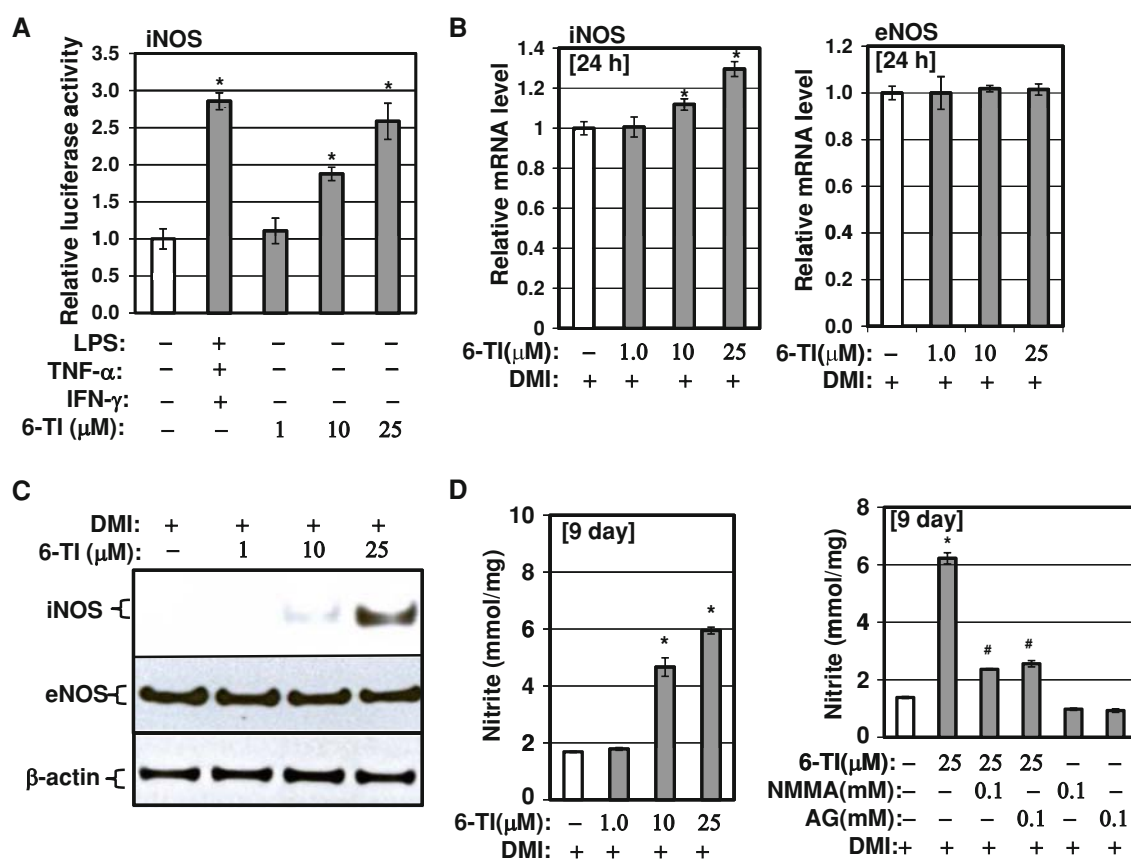 A
iNOS
Relative luciferase activity
3.5
3.0
2.5
2.0
1.5
1.0
0.5
0.0
*
*
*
LPS: – + – – –
TNF-α: – + – – –
IFN-γ: – + – – –
6-TI (μM): – – 1 10 25
B
iNOS
[24 h]
Relative mRNA level
1.4
1.2
1
0.8
0.6
0.4
0.2
0
*
*
6-TI(μM): – 1.0 10 25
DMI: + + + +
eNOS
[24 h]
Relative mRNA level
1.2
1.0
0.8
0.6
0.4
0.2
0.0
6-TI(μM): – 1.0 10 25
DMI: + + + +
C
DMI: + + + +
6-TI (μM): – 1 10 25
iNOS
eNOS
β-actin
D
[9 day]
Nitrite (mmol/mg)
10
8
6
4
2
0
*
*
6-TI(μM): – 1.0 10 25
DMI: + + + +
[9 day]
Nitrite (mmol/mg)
8
6
4
2
0
*
#
#
6-TI(μM): – 25 25 25 – –
NMMA(mM): – – 0.1 – 0.1 –
AG(mM): – – – 0.1 – 0.1
DMI: + + + + + +